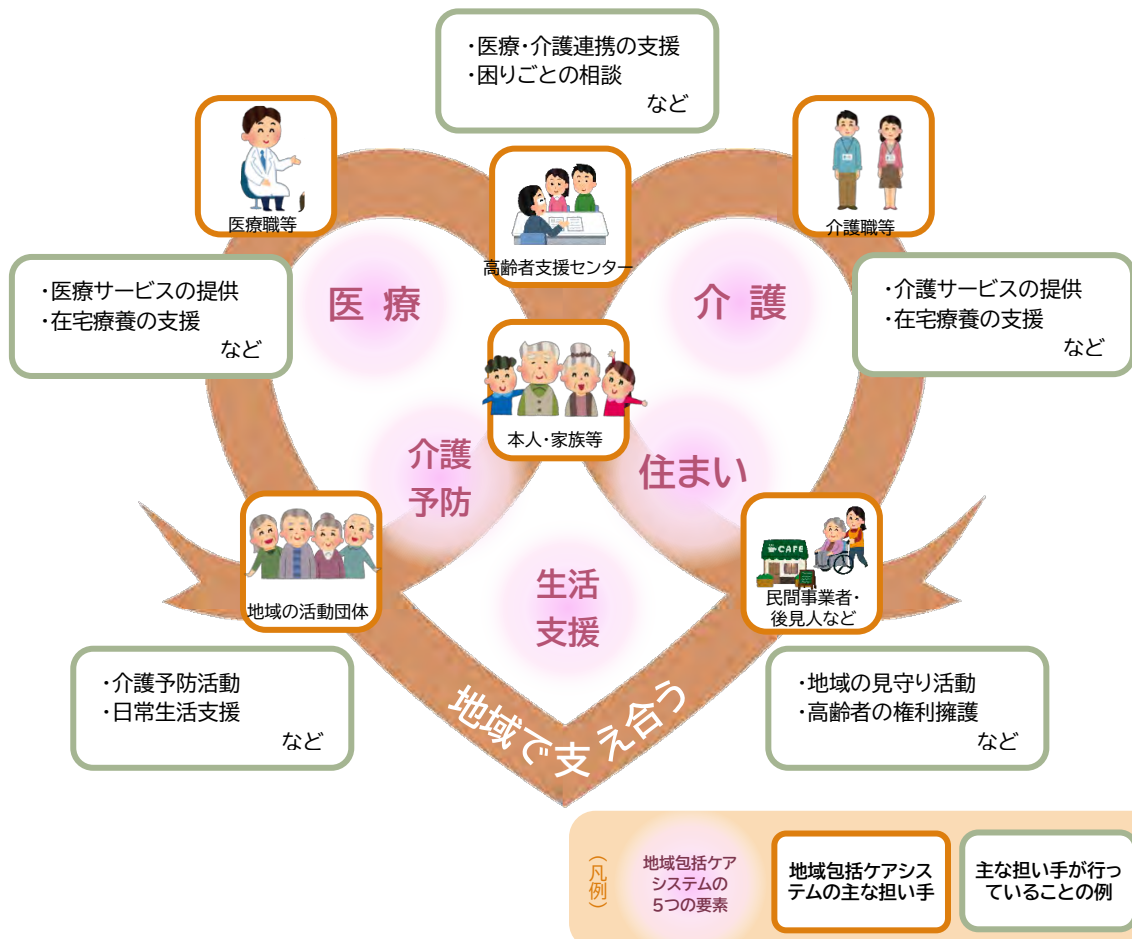 ・医療・介護連携の支援
・困りごとの相談
など
医療職等
高齢者支援センター
介護職等
・医療サービスの提供
・在宅療養の支援
など
医療
介護
・介護サービスの提供
・在宅療養の支援
など
本人・家族等
介護
予防
住まい
地域の活動団体
生活
支援
CAFE
民間事業者・
後見人など
・介護予防活動
・日常生活支援
など
地域で支え合う
・地域の見守り活動
・高齢者の権利擁護
など
(凡例)
地域包括ケア
システムの
5つの要素
地域包括ケアシス
テムの主な担い手
主な担い手が行っ
ていることの例